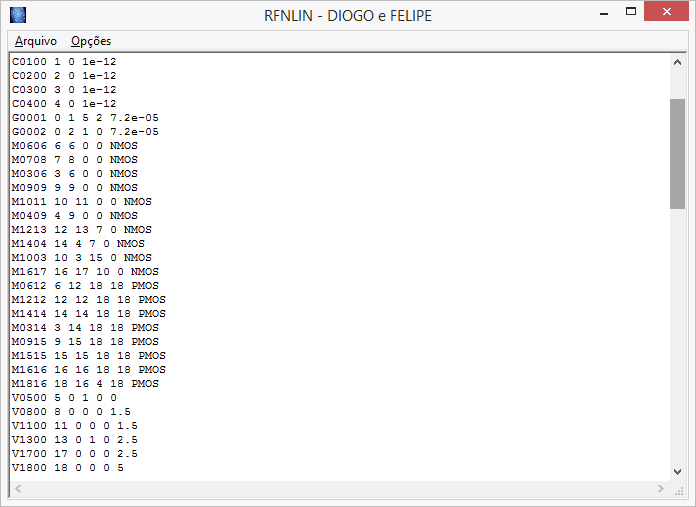 RFNLIN - DIOGO e FELIPE
Arquivo Opções
C0100 1 0 1e-12
C0200 2 0 1e-12
C0300 3 0 1e-12
C0400 4 0 1e-12
G0001 0 1 5 2 7.2e-05
G0002 0 2 1 0 7.2e-05
M0606 6 6 0 0 NMOS
M0708 7 8 0 0 NMOS
M0306 3 6 0 0 NMOS
M0909 9 9 0 0 NMOS
M1011 10 11 0 0 NMOS
M0409 4 9 0 0 NMOS
M1213 12 13 7 0 NMOS
M1404 14 4 7 0 NMOS
M1003 10 3 15 0 NMOS
M1617 16 17 10 0 NMOS
M0612 6 12 18 18 PMOS
M1212 12 12 18 18 PMOS
M1414 14 14 18 18 PMOS
M0314 3 14 18 18 PMOS
M0915 9 15 18 18 PMOS
M1515 15 15 18 18 PMOS
M1616 16 16 18 18 PMOS
M1816 18 16 4 18 PMOS
V0500 5 0 1 0 0
V0800 8 0 0 0 1.5
V1100 11 0 0 0 1.5
V1300 13 0 1 0 2.5
V1700 17 0 0 0 2.5
V1800 18 0 0 0 5